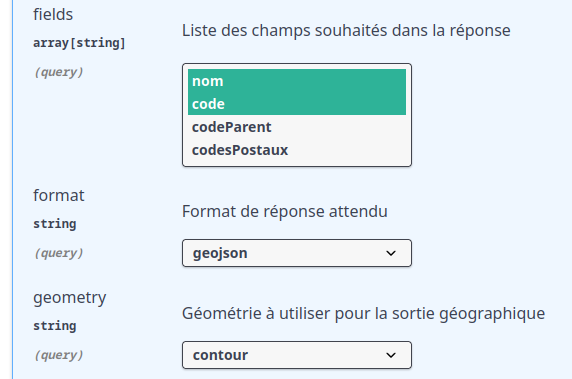 fields
array[string]
(query)
Liste des champs souhaités dans la réponse
nom
code
codeParent
codesPostaux
format
string
(query)
Format de réponse attendu
geojson
geometry
string
(query)
Géométrie à utiliser pour la sortie géographique
contour